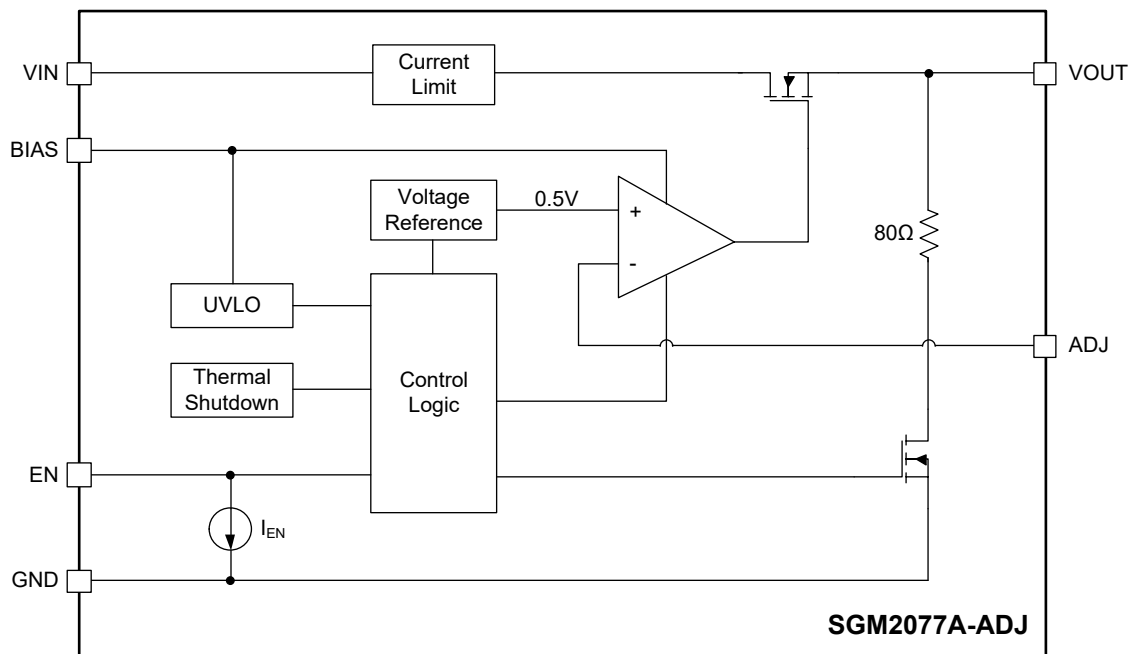 VIN
Current
Limit
VOUT
BIAS
Voltage
Reference
0.5V
+
-
80Ω
UVLO
ADJ
Thermal
Shutdown
Control
Logic
EN
IEN
GND
SGM2077A-ADJ